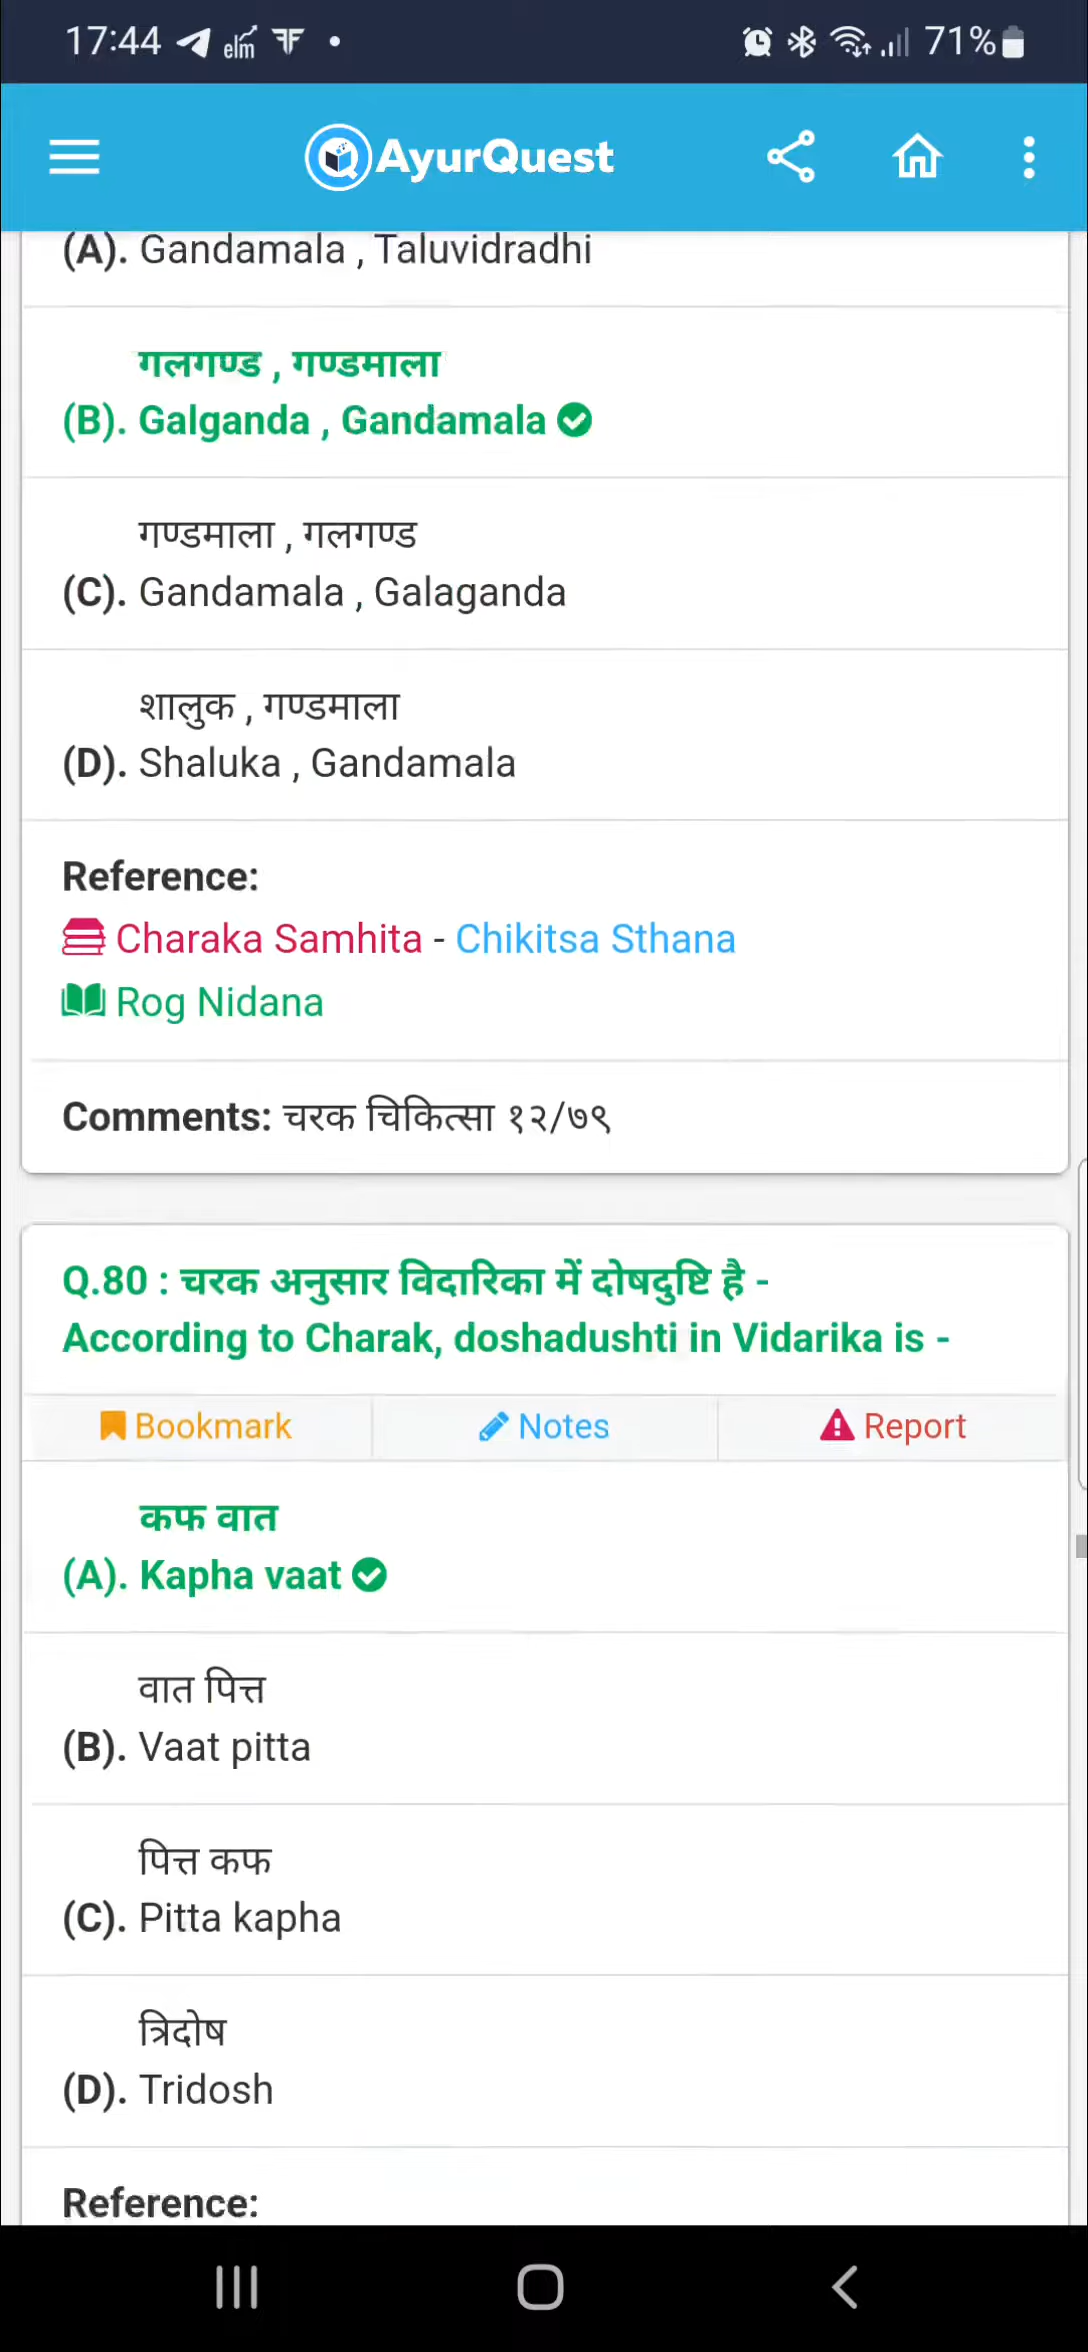 17:44 elm 71%
AyurQuest
(A). Gandamala , Taluvidradhi
गलगण्ड , गण्डमाला
(B). Galganda , Gandamala
गण्डमाला , गलगण्ड
(C). Gandamala , Galaganda
शालुक , गण्डमाला
(D). Shaluka , Gandamala
Reference:
Charaka Samhita - Chikitsa Sthana
Rog Nidana
Comments: चरक चिकित्सा १२/७९
Q.80 : चरक अनुसार विदारिका में दोषदुष्टि है -
According to Charak, doshadushti in Vidarika is -
Bookmark Notes Report
कफ वात
(A). Kapha vaat
वात पित्त
(B). Vaat pitta
पित्त कफ
(C). Pitta kapha
त्रिदोष
(D). Tridosh
Reference: